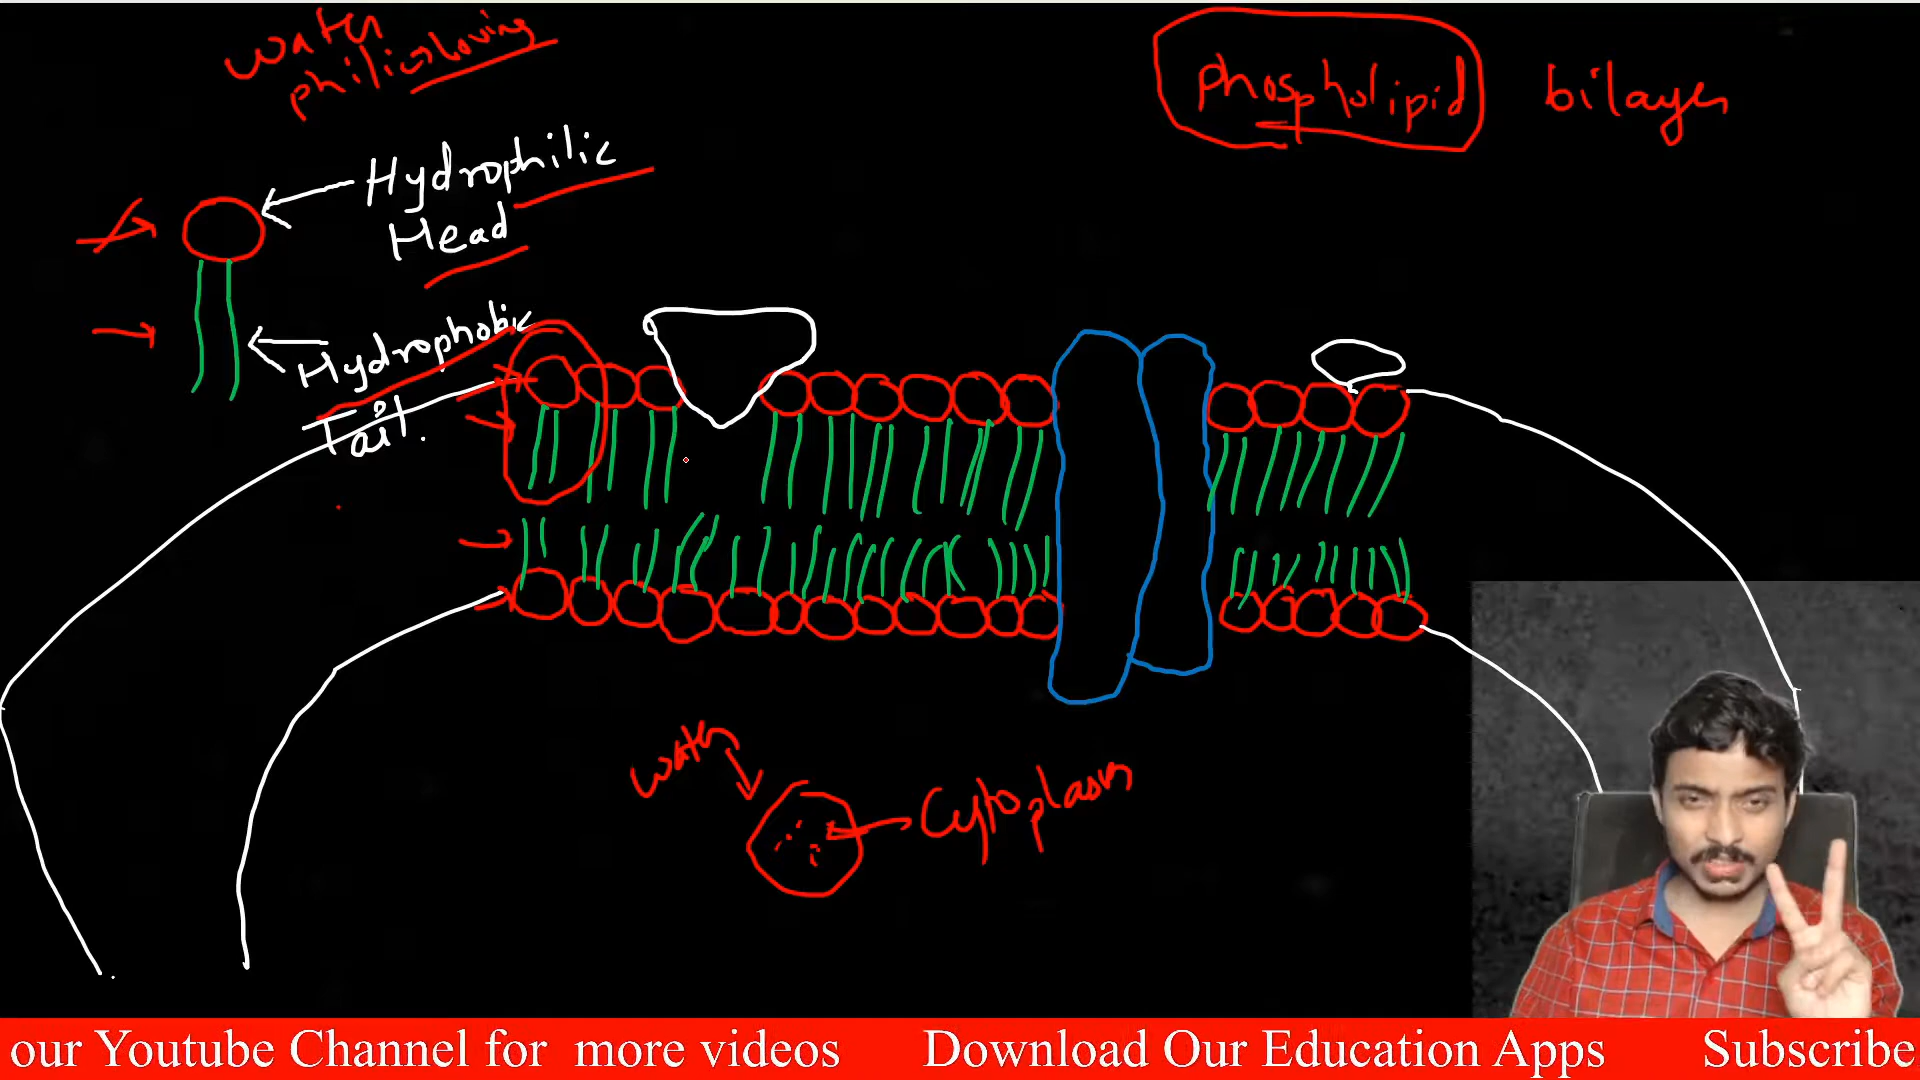 water
philic→loving
phospholipid bilayer
Hydrophilic
Head
Hydrophobic
Tail.
water
Cytoplasm
our Youtube Channel for more videos Download Our Education Apps Subscribe